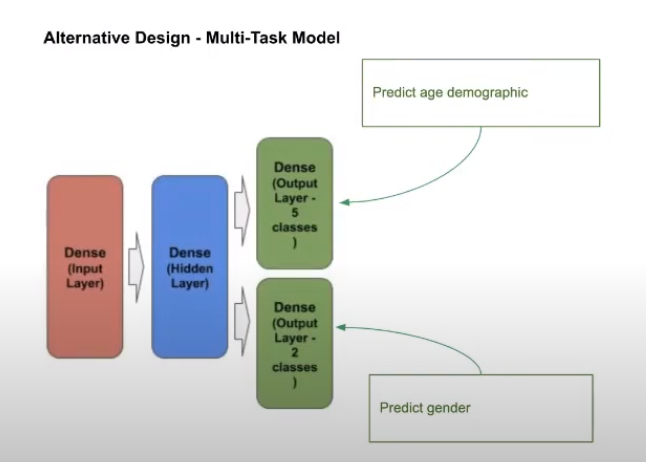 Alternative Design - Multi-Task Model
Predict age demographic
Dense
(Output
Layer -
5
classes
)
Dense
(Input
Layer)
Dense
(Hidden
Layer)
Dense
(Output
Layer -
2
classes
)
Predict gender